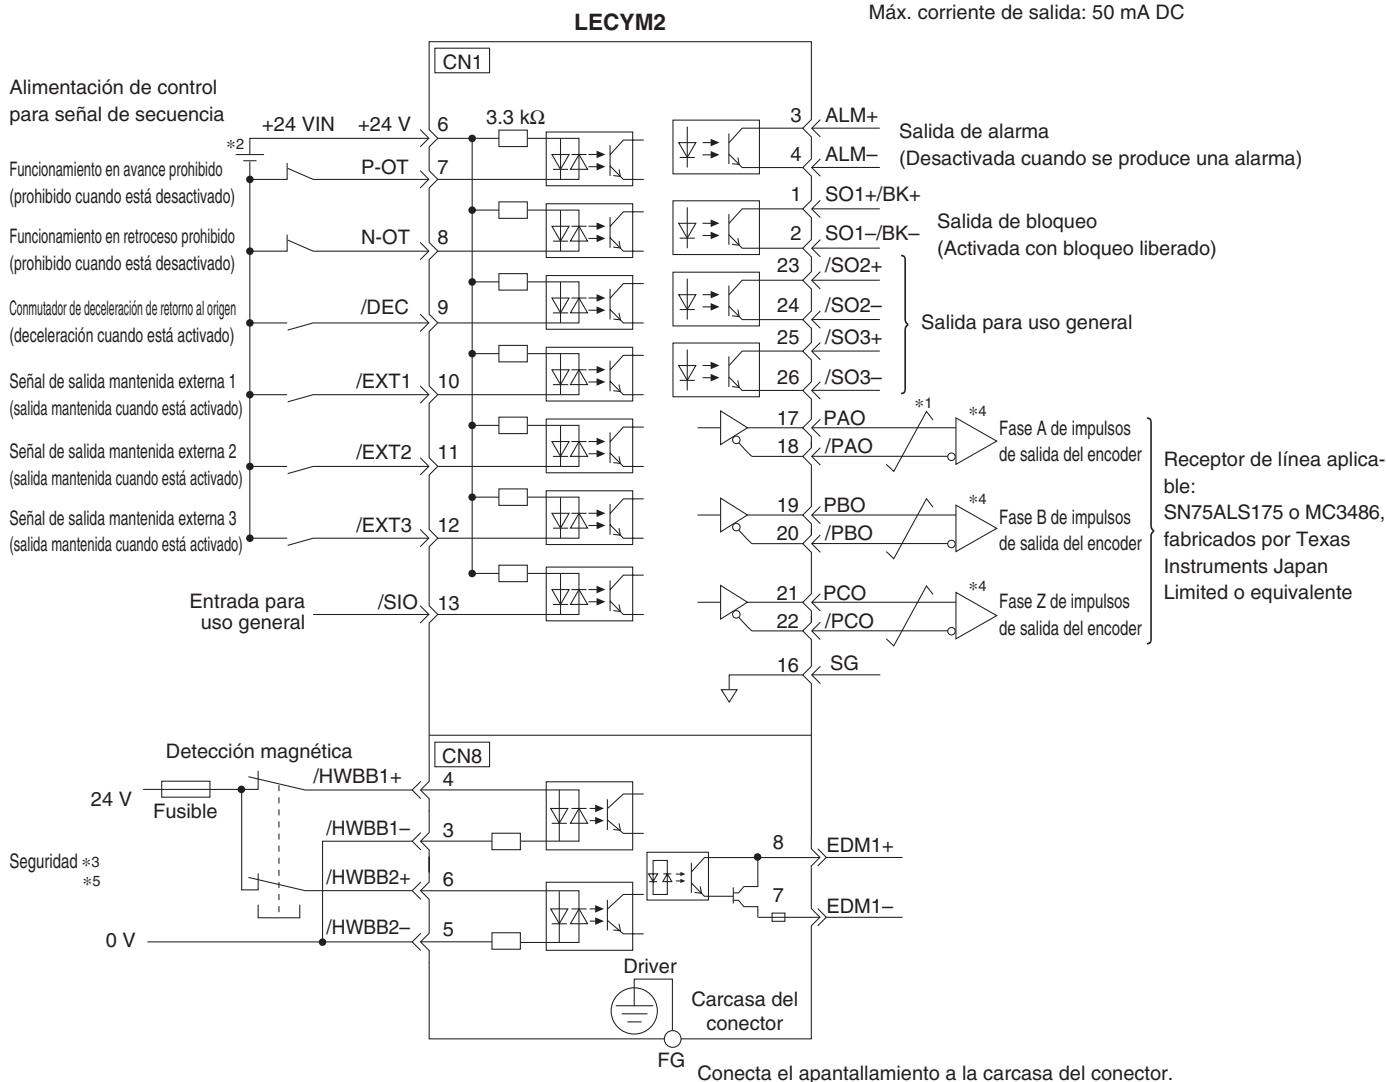 Máx. corriente de salida: 50 mA DC
LECYM2
CN1
Alimentación de control
para señal de secuencia
+24 VIN +24 V 6 3.3 kΩ
*2
Funcionamiento en avance prohibido
(prohibido cuando está desactivado)
P-OT 7
Funcionamiento en retroceso prohibido
(prohibido cuando está desactivado)
N-OT 8
Conmutador de deceleración de retorno al origen
(deceleración cuando está activado)
/DEC 9
Señal de salida mantenida externa 1
(salida mantenida cuando está activado)
/EXT1 10
Señal de salida mantenida externa 2
(salida mantenida cuando está activado)
/EXT2 11
Señal de salida mantenida externa 3
(salida mantenida cuando está activado)
/EXT3 12
Entrada para
uso general
/SIO 13
3 ALM+
4 ALM–
Salida de alarma
(Desactivada cuando se produce una alarma)
1 SO1+/BK+
2 SO1–/BK–
Salida de bloqueo
(Activada con bloqueo liberado)
23 /SO2+
24 /SO2–
25 /SO3+
26 /SO3–
Salida para uso general
*1
17 PAO
18 /PAO
*4
Fase A de impulsos
de salida del encoder
19 PBO
20 /PBO
*4
Fase B de impulsos
de salida del encoder
21 PCO
22 /PCO
*4
Fase Z de impulsos
de salida del encoder
Receptor de línea aplica-
ble:
SN75ALS175 o MC3486,
fabricados por Texas
Instruments Japan
Limited o equivalente
16 SG
CN8
Detección magnética
24 V
Fusible
/HWBB1+ 4
/HWBB1– 3
Seguridad *3
*5
/HWBB2+ 6
/HWBB2– 5
0 V
8 EDM1+
7 EDM1–
Driver
Carcasa del
conector
FG
Conecta el apantallamiento a la carcasa del conector.